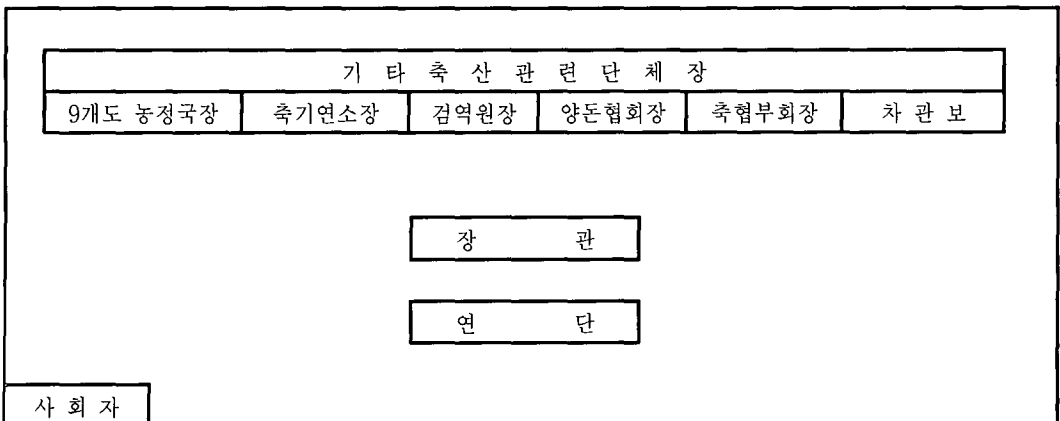 기 타 축 산 관 련 단 체 장
9개도 농정국장 축기연소장 검역원장 양돈협회장 축협부회장 차 관 보
장 관
연 단
사 회 자